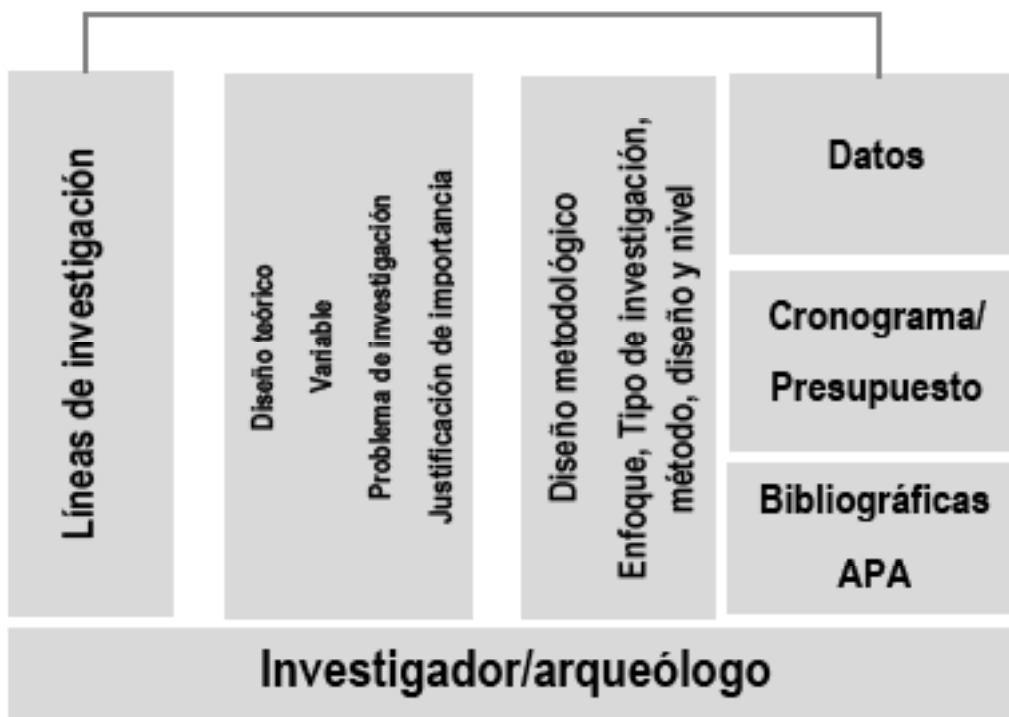 Líneas de investigación
Diseño teórico
Variable
Problema de investigación
Justificación de importancia
Diseño metodológico
Enfoque, Tipo de investigación,
método, diseño y nivel
Datos
Cronograma/
Presupuesto
Bibliográficas
APA
Investigador/arqueólogo